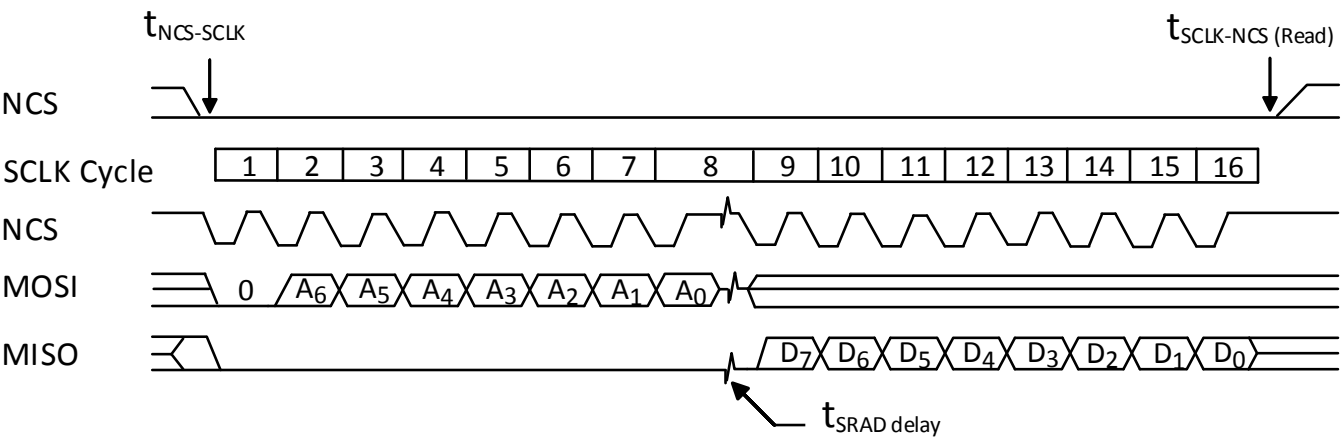 tNCS-SCLK
tSCLK-NCS (Read)
NCS
SCLK Cycle 1 2 3 4 5 6 7 8 9 10 11 12 13 14 15 16
NCS
MOSI 0 A6 A5 A4 A3 A2 A1 A0
MISO D7 D6 D5 D4 D3 D2 D1 D0
tSRAD delay